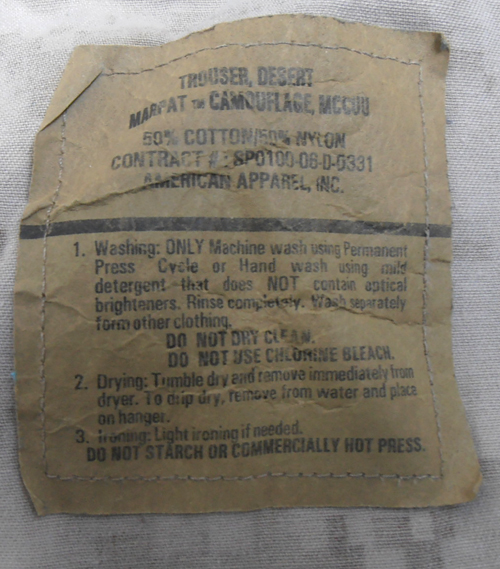 TROUSER, DESERT
MARPAT ™ CAMOUFLAGE, MCCUU
50% COTTON/50% NYLON
CONTRACT #: SP0100-06-D-0331
AMERICAN APPAREL, INC.
1. Washing: ONLY Machine wash using Permanent
Press Cycle or Hand wash using mild
detergent that does NOT contain optical
brighteners. Rinse completely. Wash separately
form other clothing.
DO NOT DRY CLEAN.
DO NOT USE CHLORINE BLEACH.
2. Drying: Tumble dry and remove immediately from
dryer. To drip dry, remove from water and place
on hanger.
3. Ironing: Light ironing if needed.
DO NOT STARCH OR COMMERCIALLY HOT PRESS.